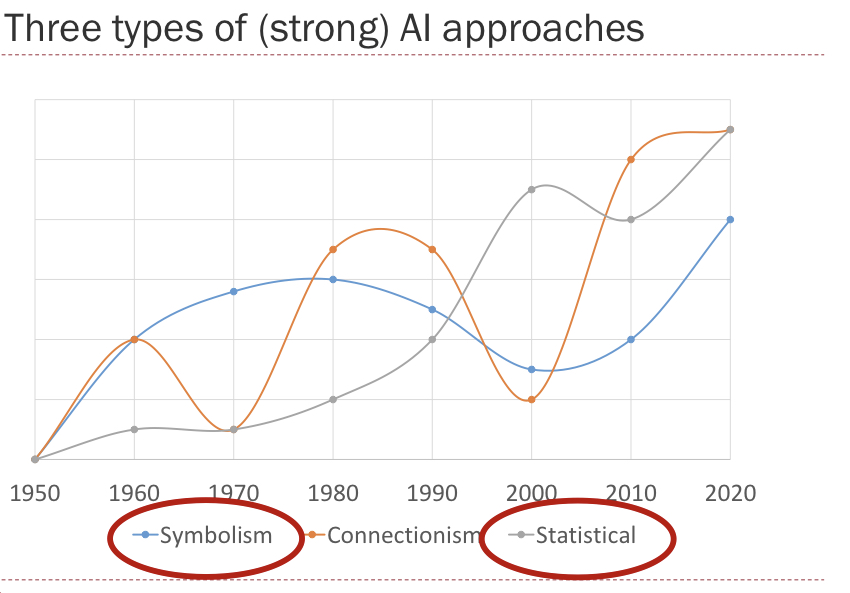 Three types of (strong) AI approaches
1950 1960 1970 1980 1990 2000 2010 2020
Symbolism Connectionism Statistical